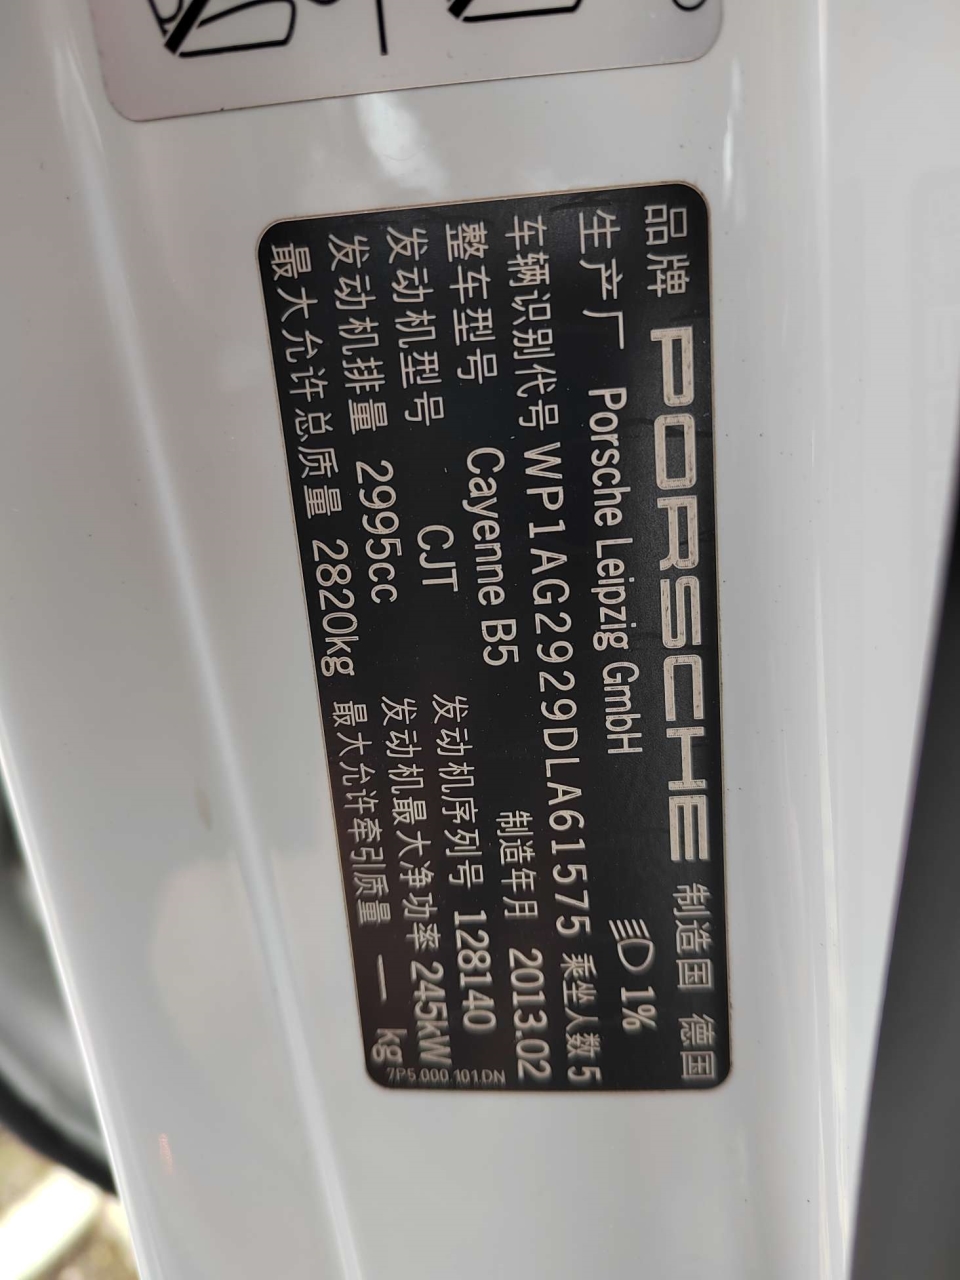 品牌 PORSCHE 制造国 德国
生产厂 Porsche Leipzig GmbH 1%
车辆识别代号 WP1AG2929DLA61575 乘坐人数 5
整车型号 Cayenne B5 制造年月 2013.02
发动机型号 CJT 发动机序列号 128140
发动机排量 2995cc 发动机最大净功率 245kW
最大允许总质量 2820kg 最大允许牵引质量 — kg
7P5.000.101.DN